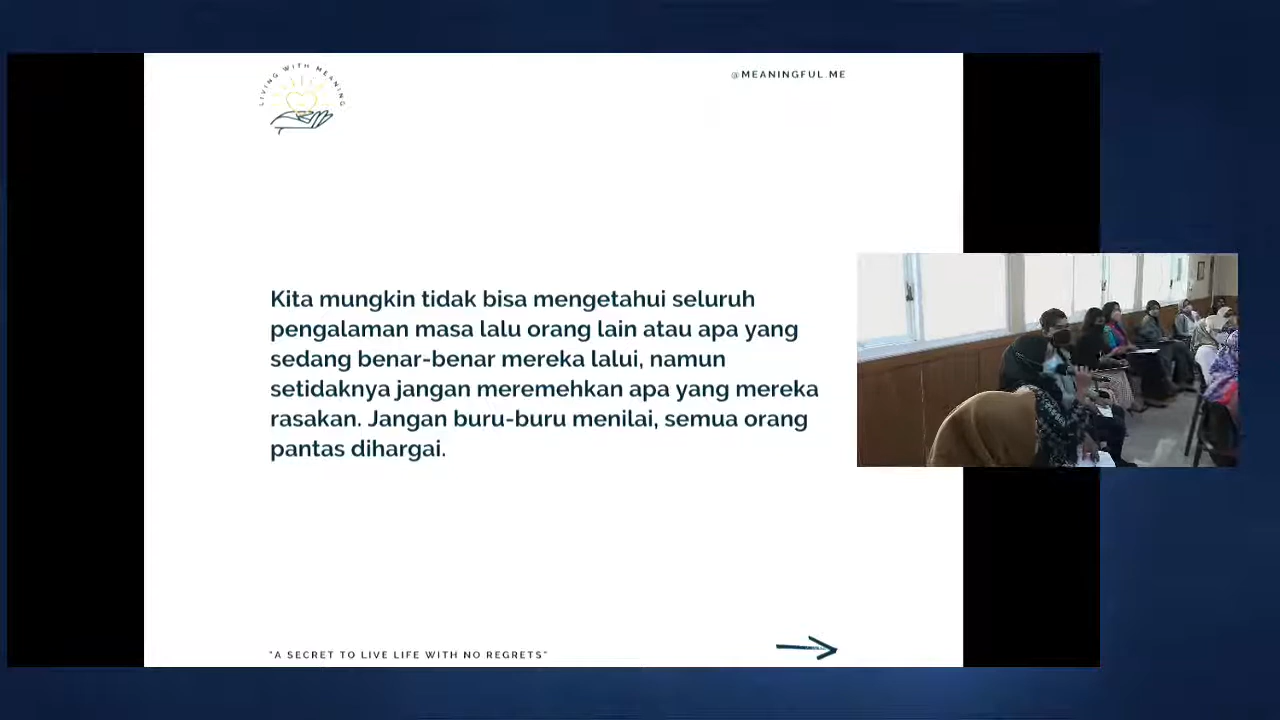 LIVING WITH MEANING
@MEANINGFUL.ME
Kita mungkin tidak bisa mengetahui seluruh
pengalaman masa lalu orang lain atau apa yang
sedang benar-benar mereka lalui, namun
setidaknya jangan meremehkan apa yang mereka
rasakan. Jangan buru-buru menilai, semua orang
pantas dihargai.
"A SECRET TO LIVE LIFE WITH NO REGRETS"